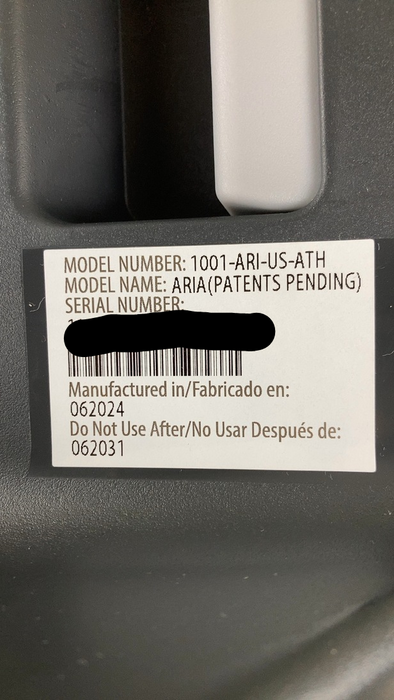 MODEL NUMBER: 1001-ARI-US-ATH
MODEL NAME: ARIA(PATENTS PENDING)
SERIAL NUMBER:
Manufactured in/Fabricado en:
062024
Do Not Use After/No Usar Después de:
062031